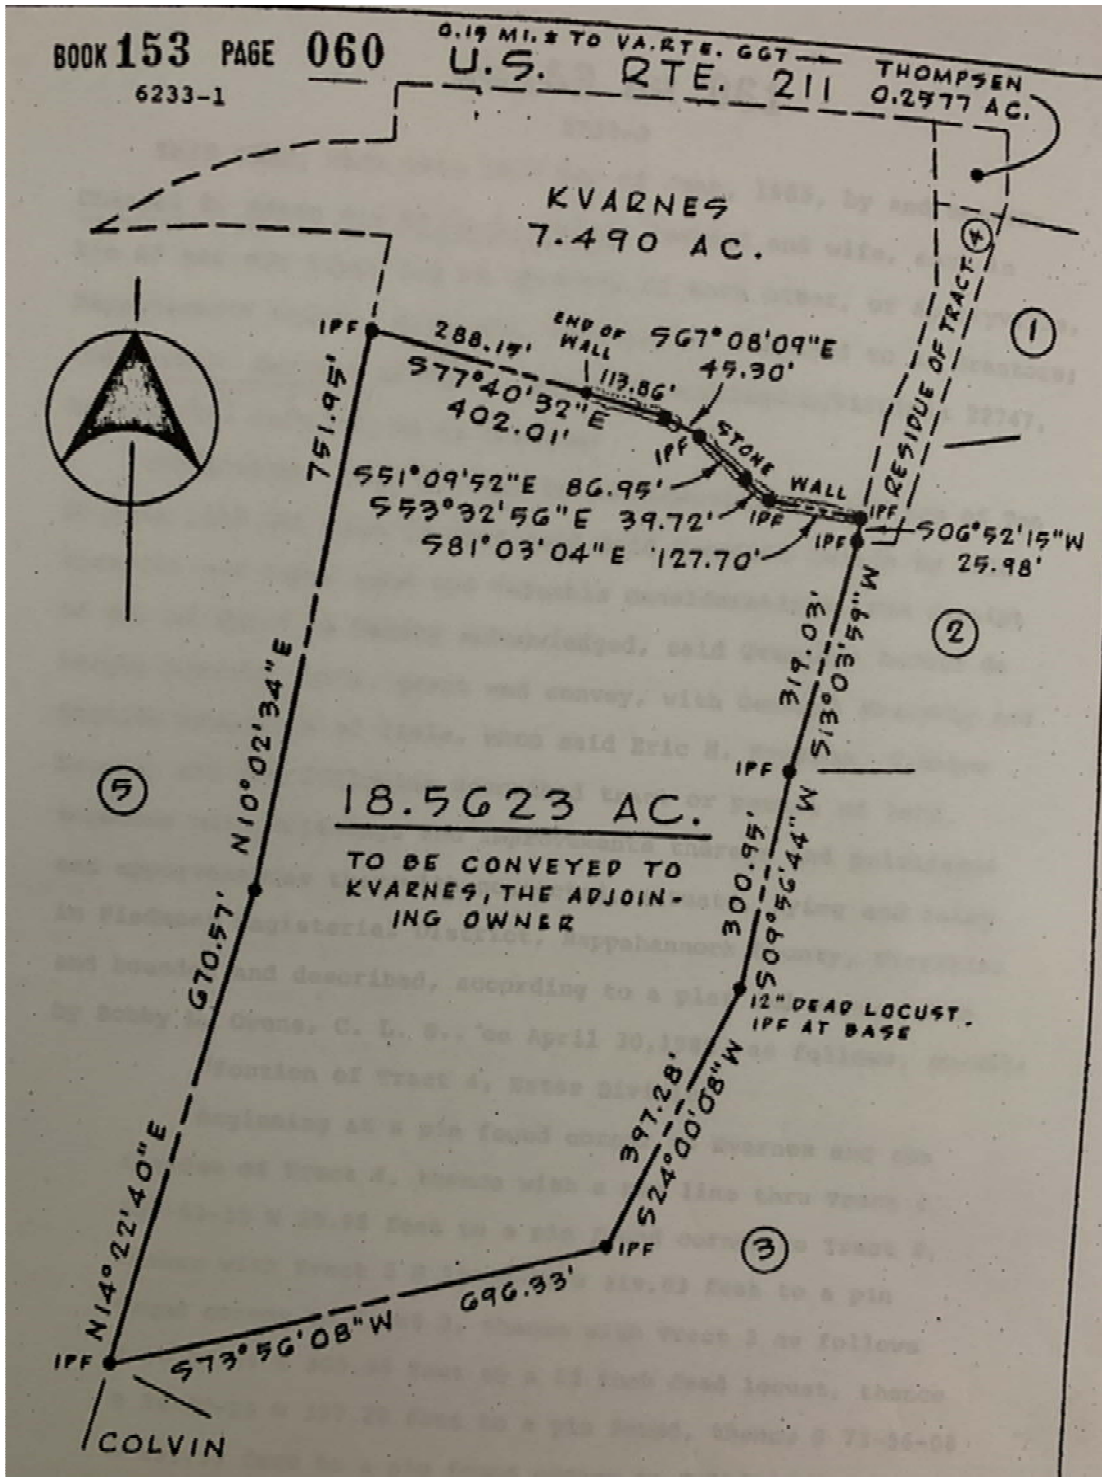 BOOK 153 PAGE 060
6233-1
0.15 MI.± TO VA.RTE. 667
U.S. RTE. 211
THOMPSEN
0.2577 AC.
KVARNES
7.490 AC.
RESIDUE OF TRACT 4
1
IPF
288.15'
S77°40'32"E
402.01'
END OF
WALL
113.86'
S67°08'09"E
45.30'
IPF
STONE WALL
S51°09'52"E 86.95'
S53°32'56"E 39.72'
IPF
S81°03'04"E 127.70'
IPF
IPF
S06°52'15"W
25.98'
2
751.95'
N10°02'34"E
319.03'
S13°03'59"W
IPF
5
18.5623 AC.
TO BE CONVEYED TO
KVARNES, THE ADJOIN-
ING OWNER
300.95'
S09°56'44"W
12" DEAD LOCUST.
IPF AT BASE
670.57'
N14°22'40"E
397.28'
S24°00'08"W
IPF
3
696.33'
S73°56'08"W
IPF
COLVIN